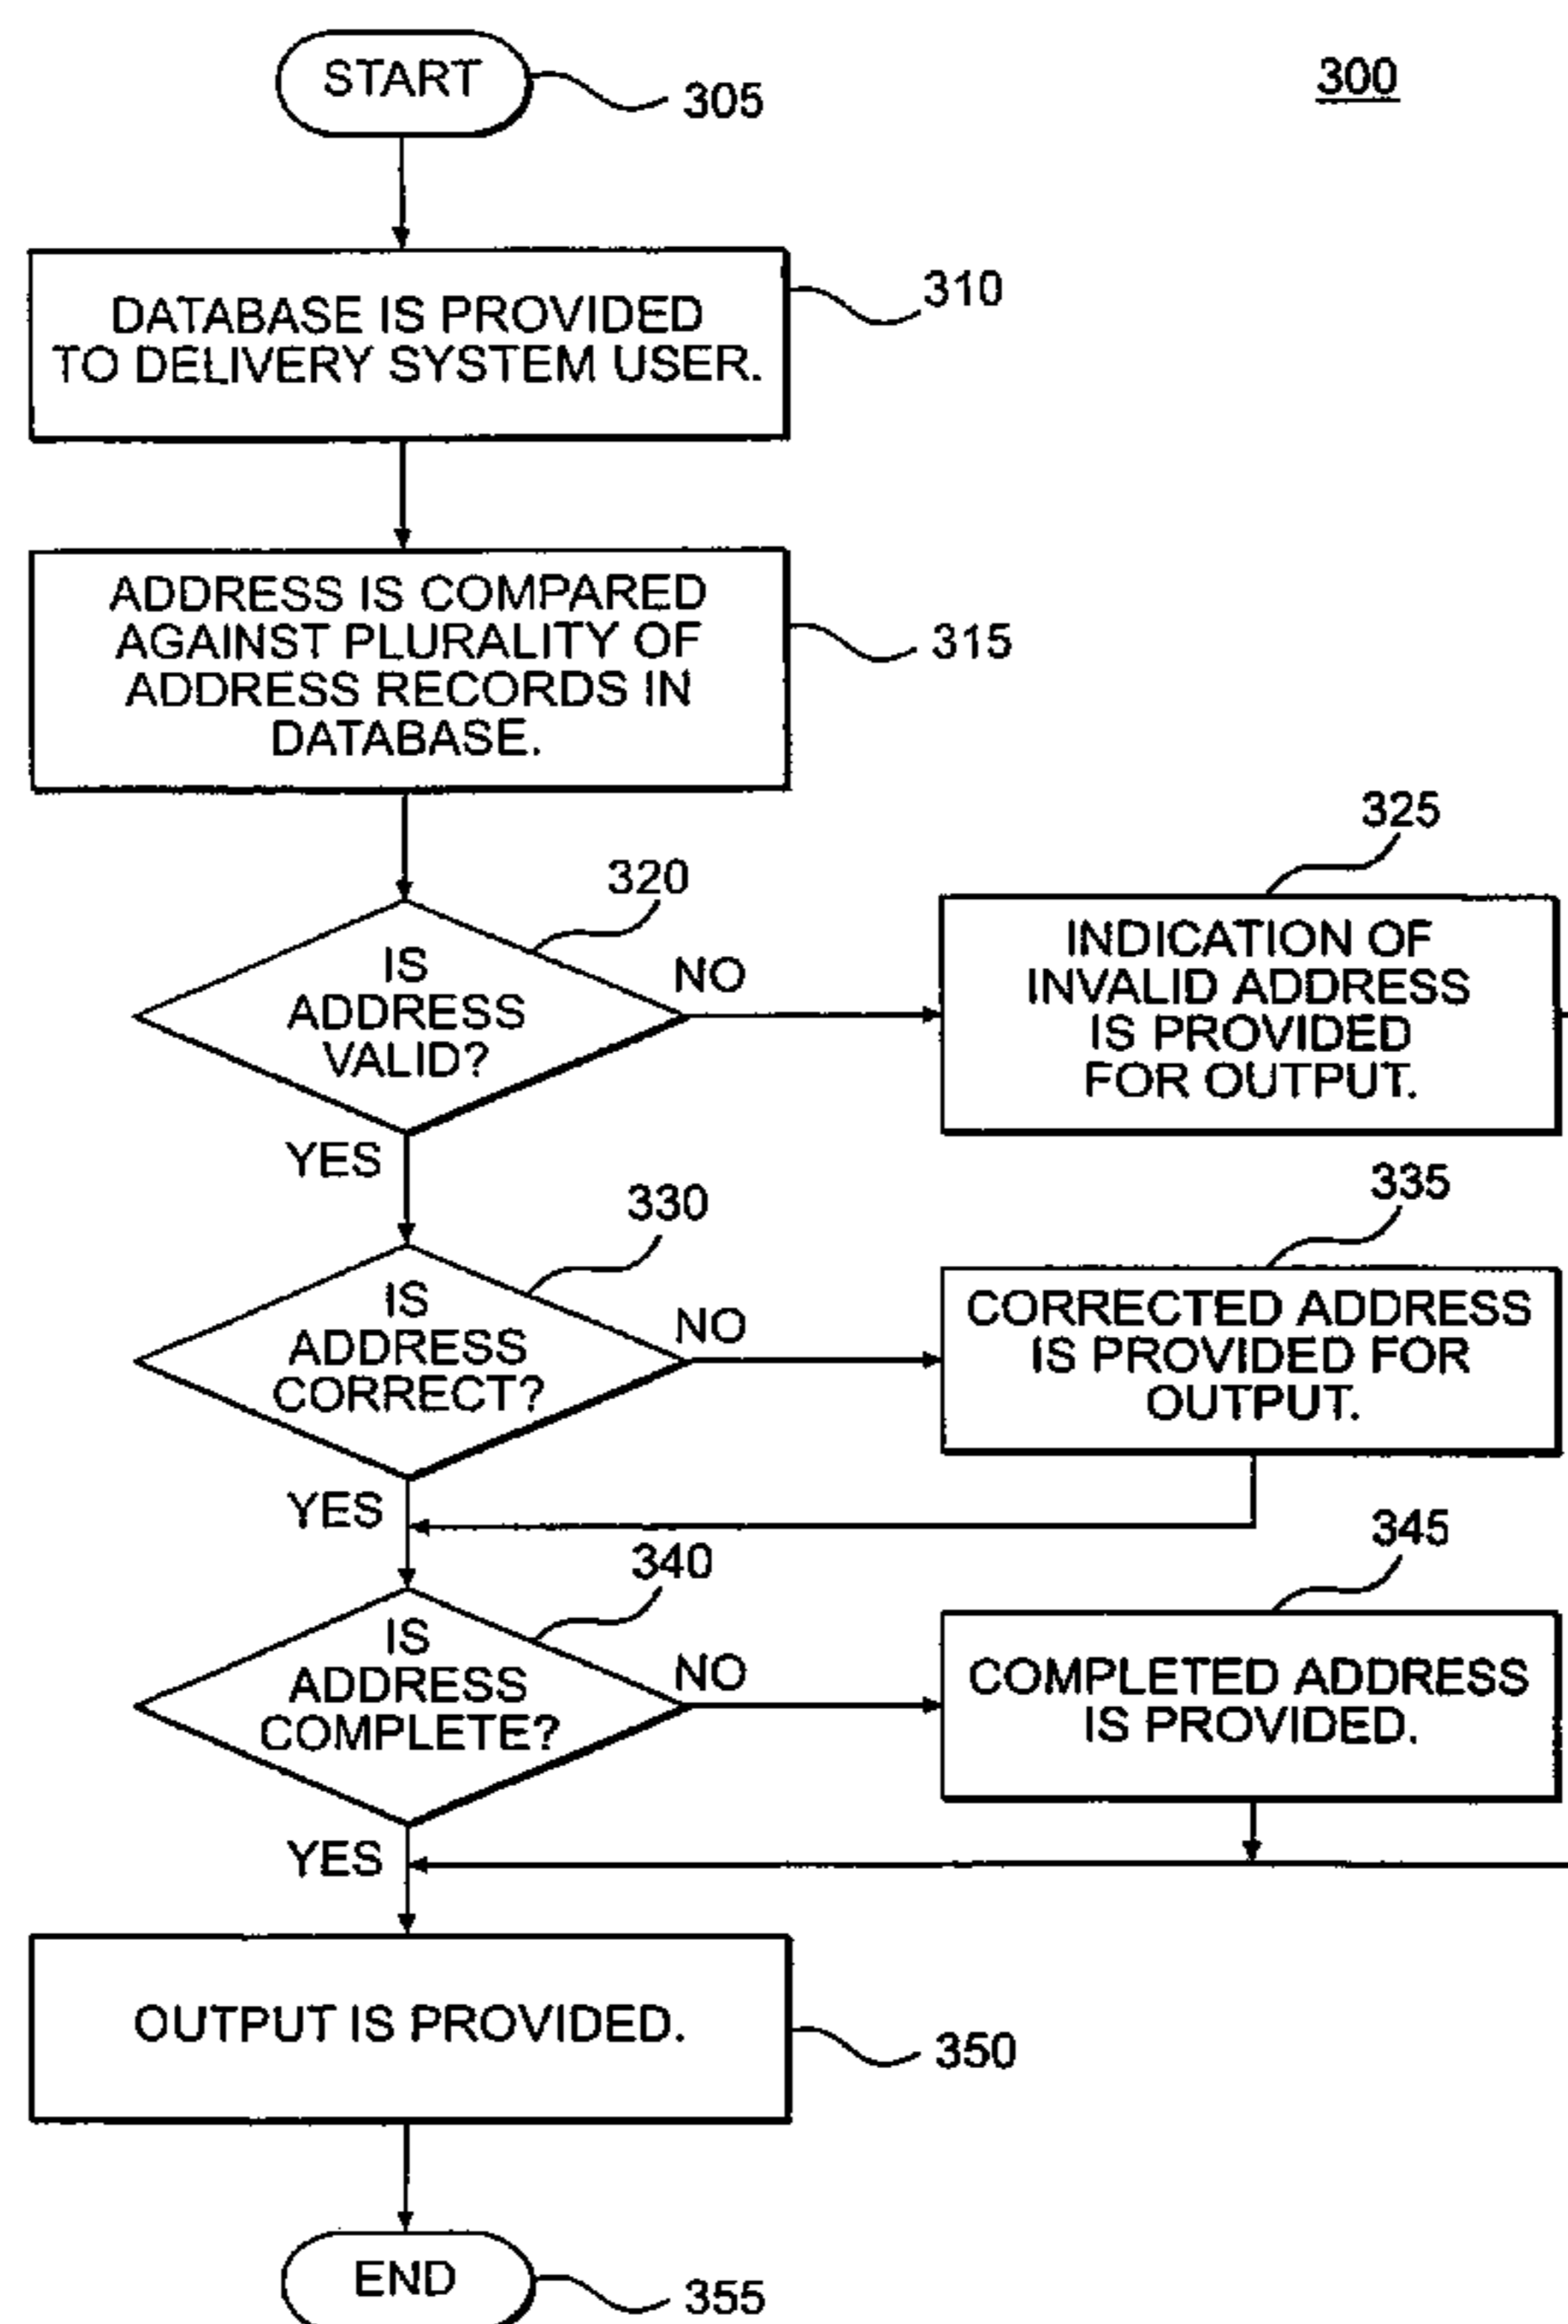 START
305
300
DATABASE IS PROVIDED
TO DELIVERY SYSTEM USER.
310
ADDRESS IS COMPARED
AGAINST PLURALITY OF
ADDRESS RECORDS IN
DATABASE.
315
320
IS
ADDRESS
VALID?
NO
YES
325
INDICATION OF
INVALID ADDRESS
IS PROVIDED
FOR OUTPUT.
330
IS
ADDRESS
CORRECT?
NO
YES
335
CORRECTED ADDRESS
IS PROVIDED FOR
OUTPUT.
340
IS
ADDRESS
COMPLETE?
NO
YES
345
COMPLETED ADDRESS
IS PROVIDED.
OUTPUT IS PROVIDED.
350
END
355